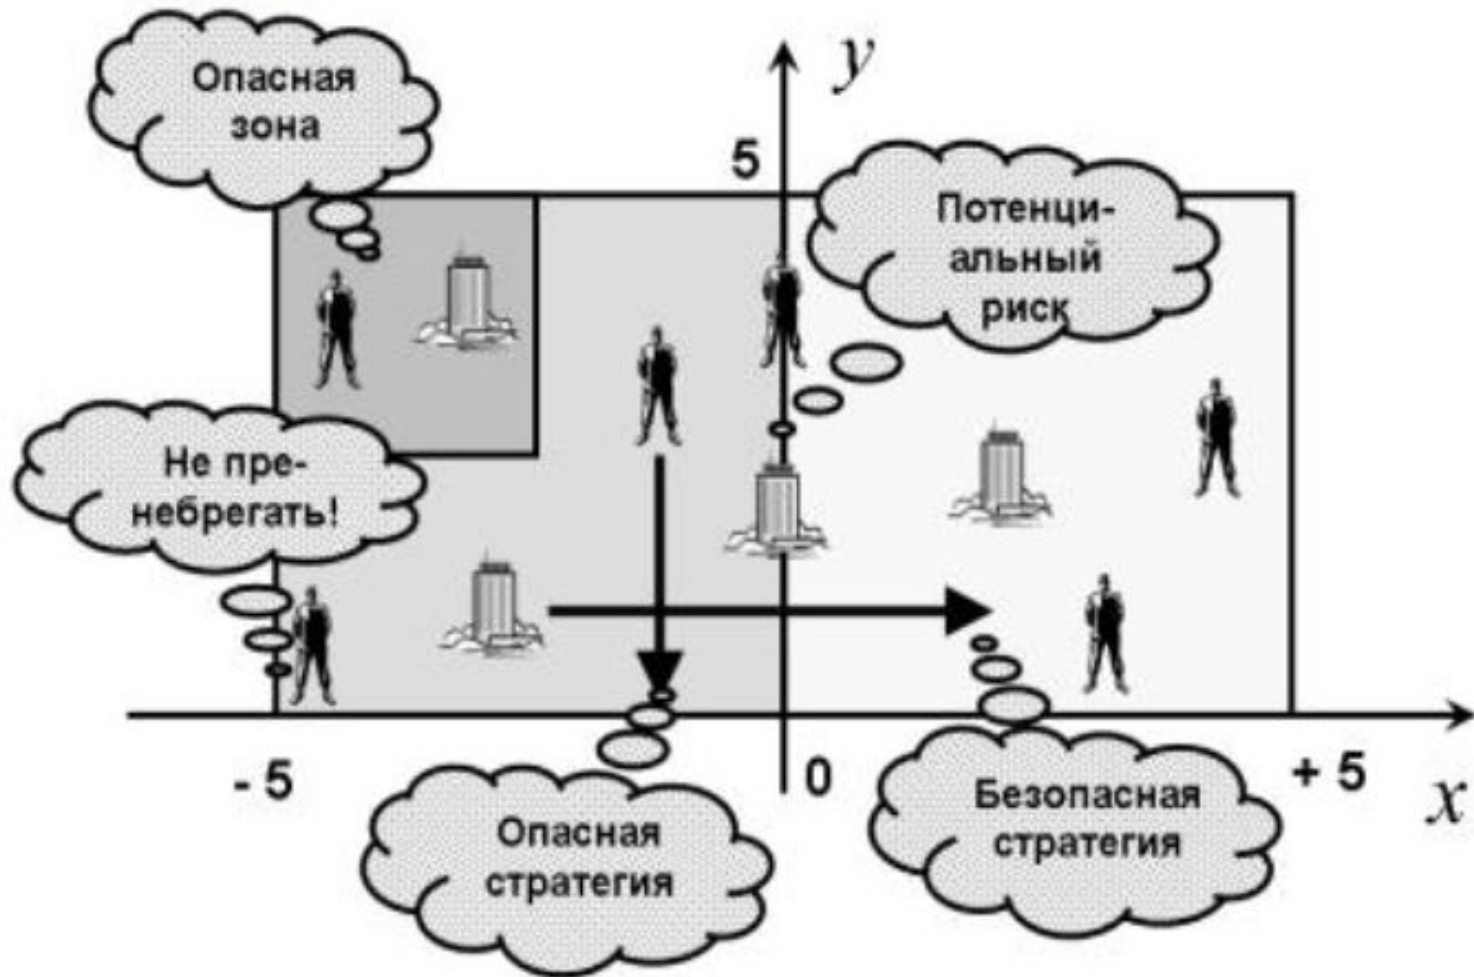 Опасная
зона
y
5
Потенци-
альный
риск
Не пре-
небрегать!
- 5
0
+ 5
x
Опасная
стратегия
Безопасная
стратегия